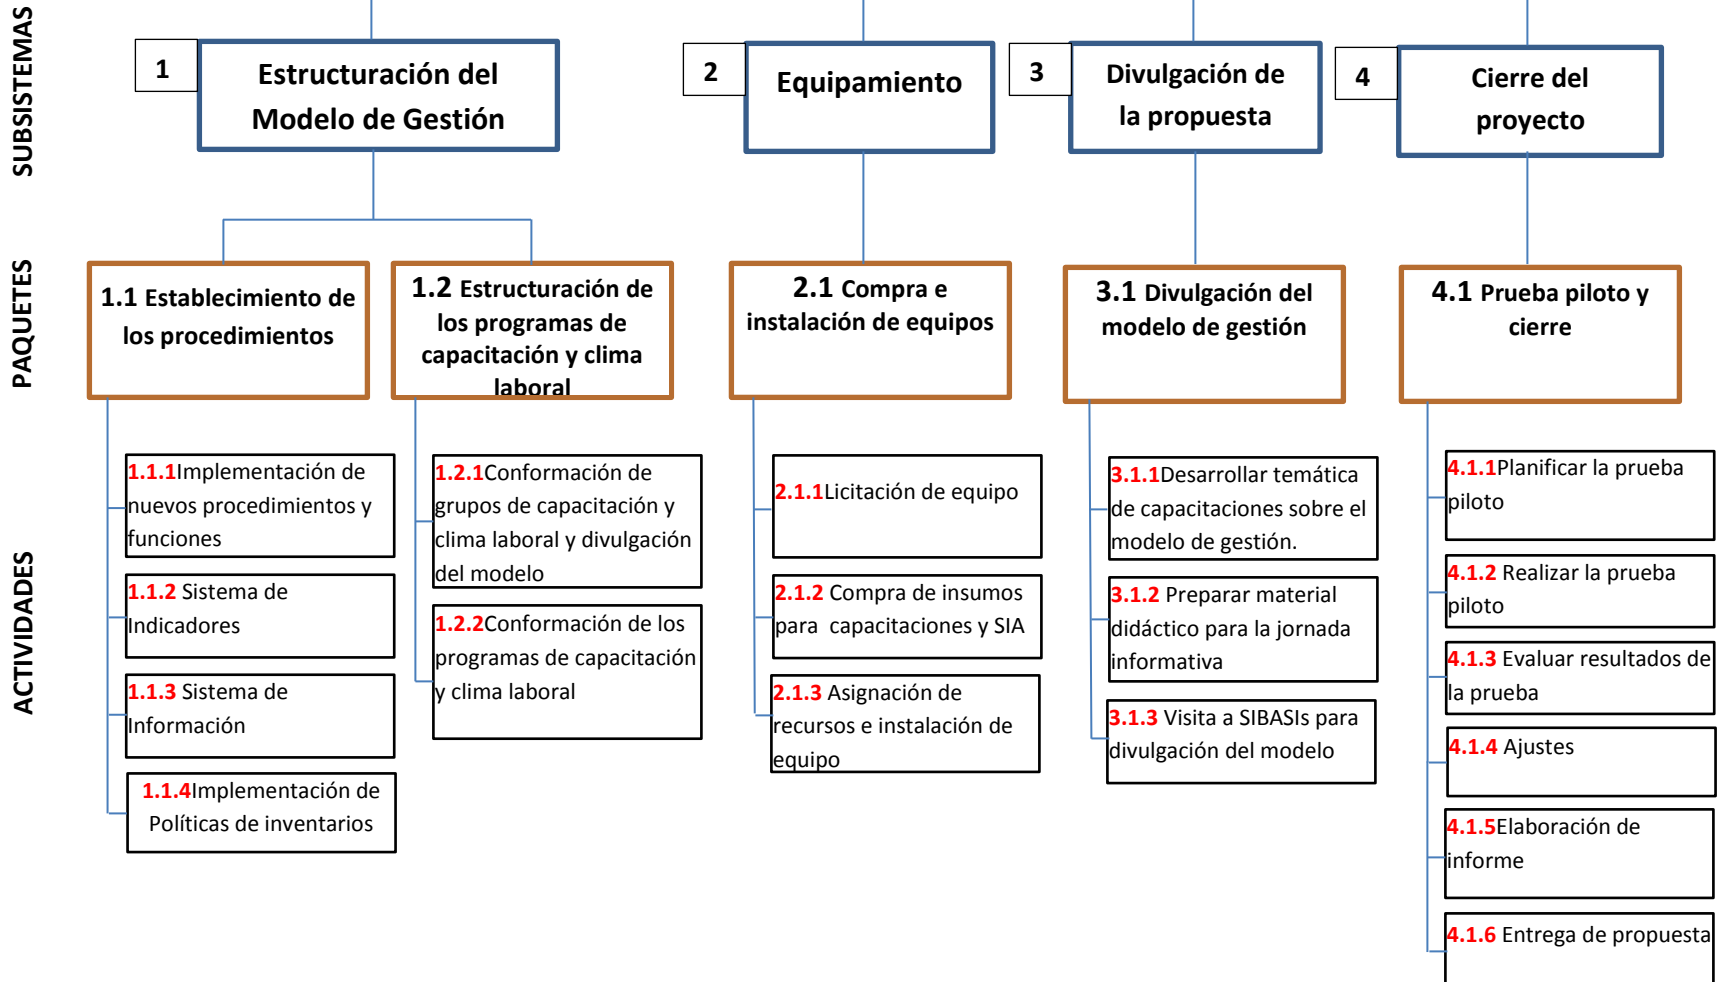 SUBSISTEMAS
1
Estructuración del
Modelo de Gestión
2
Equipamiento
3
Divulgación de
la propuesta
4
Cierre del
proyecto
PAQUETES
1.1 Establecimiento de
los procedimientos
1.2 Estructuración de
los programas de
capacitación y clima
laboral
2.1 Compra e
instalación de equipos
3.1 Divulgación del
modelo de gestión
4.1 Prueba piloto y
cierre
ACTIVIDADES
1.1.1Implementación de
nuevos procedimientos y
funciones
1.1.2 Sistema de
Indicadores
1.1.3 Sistema de
Información
1.1.4Implementación de
Políticas de inventarios
1.2.1Conformación de
grupos de capacitación y
clima laboral y divulgación
del modelo
1.2.2Conformación de los
programas de capacitación
y clima laboral
2.1.1Licitación de equipo
2.1.2 Compra de insumos
para  capacitaciones y SIA
2.1.3 Asignación de
recursos e instalación de
equipo
3.1.1Desarrollar temática
de capacitaciones sobre el
modelo de gestión.
3.1.2 Preparar material
didáctico para la jornada
informativa
3.1.3 Visita a SIBASIs para
divulgación del modelo
4.1.1Planificar la prueba
piloto
4.1.2 Realizar la prueba
piloto
4.1.3 Evaluar resultados de
la prueba
4.1.4 Ajustes
4.1.5Elaboración de
informe
4.1.6 Entrega de propuesta